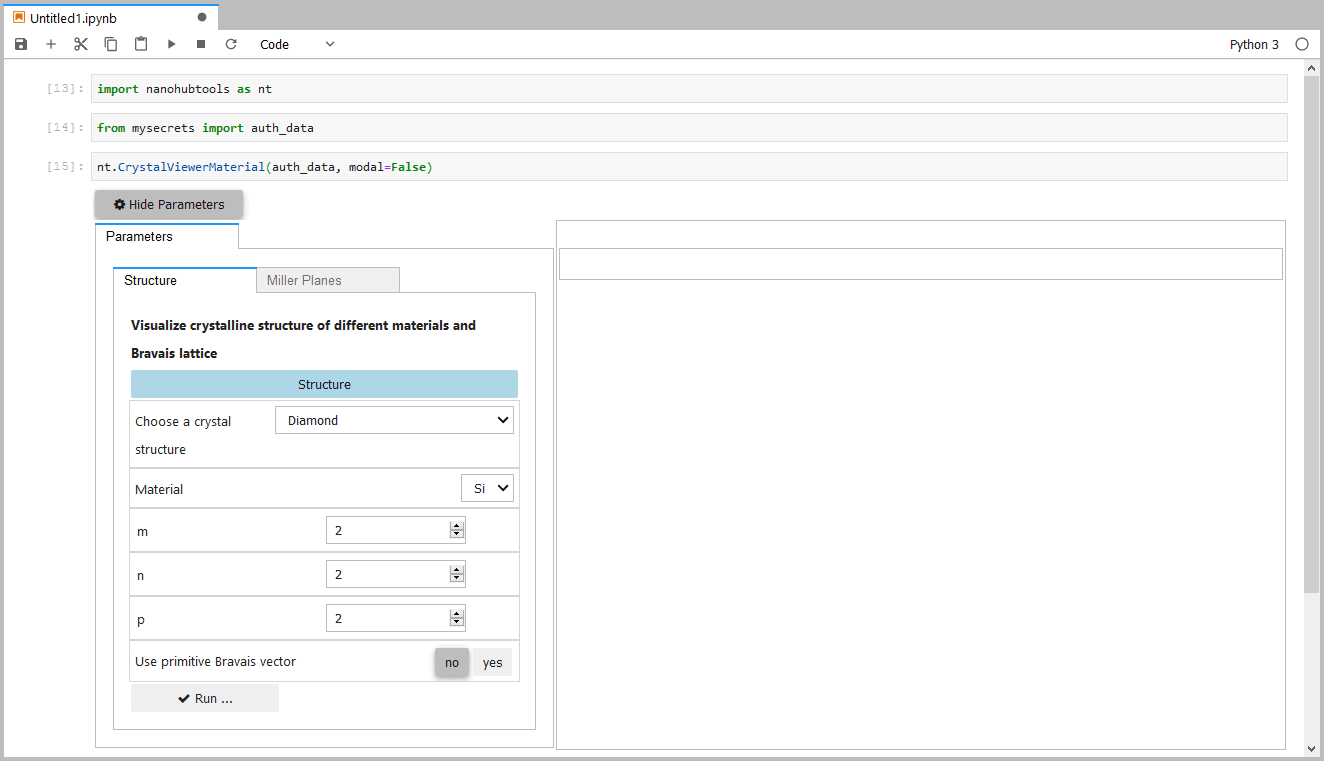 Untitled1.ipynb
Code
Python 3
[13]: import nanohubtools as nt
[14]: from mysecrets import auth_data
[15]: nt.CrystalViewerMaterial(auth_data, modal=False)
Hide Parameters
Parameters
Structure Miller Planes
Visualize crystalline structure of different materials and
Bravais lattice
Structure
Choose a crystal
structure
Diamond
Material Si
m 2
n 2
p 2
Use primitive Bravais vector no yes
Run ...